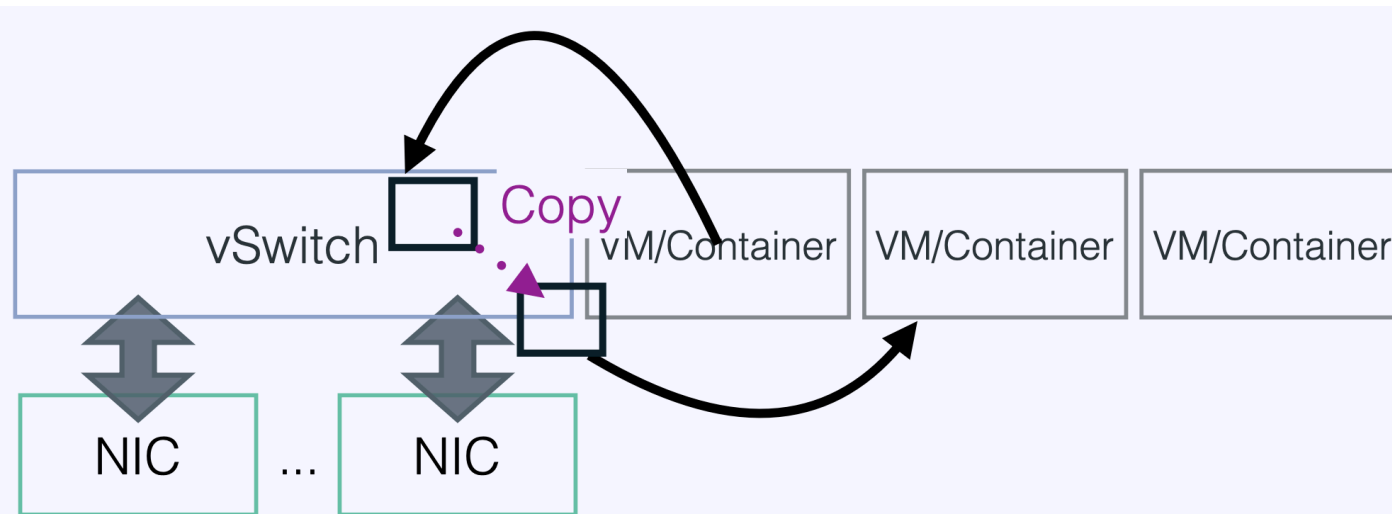 Copy
vSwitch
VM/Container
VM/Container
VM/Container
NIC
...
NIC